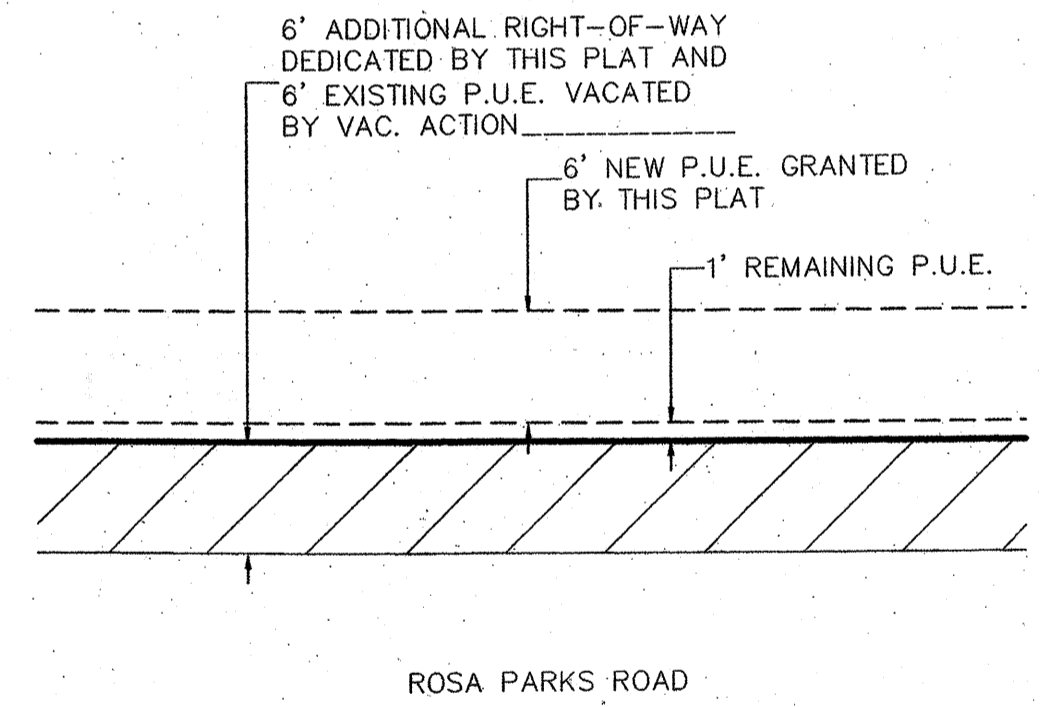 6' ADDITIONAL RIGHT-OF-WAY
DEDICATED BY THIS PLAT AND
6' EXISTING P.U.E. VACATED
BY VAC. ACTION__________
6' NEW P.U.E. GRANTED
BY THIS PLAT
1' REMAINING P.U.E.
ROSA PARKS ROAD